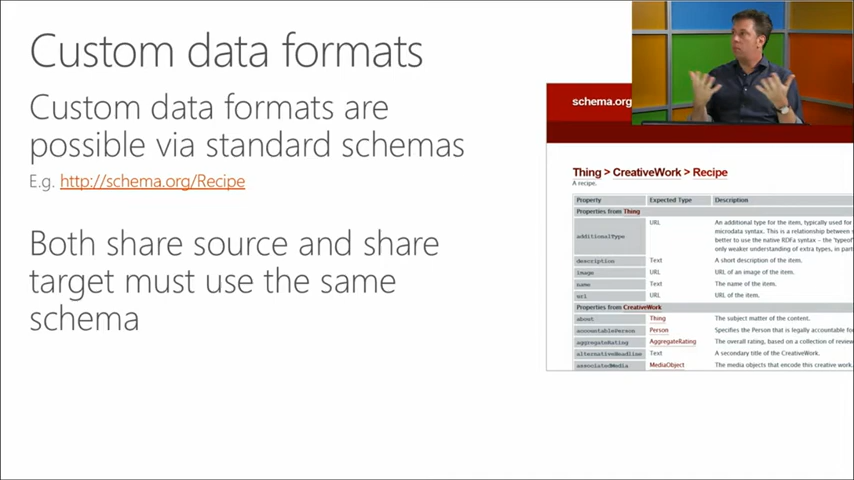 Custom data formats
Custom data formats are
possible via standard schemas
E.g. http://schema.org/Recipe
Both share source and share
target must use the same
schema
schema.org
Thing > CreativeWork > Recipe
A recipe.
Property Expected Type Description
Properties from Thing
additionalType URL An additional type for the item, typically used for
microdata syntax. This is a relationship between
better to use the native RDFa syntax - the 'typeof
only weaker understanding of extra types, in part
description Text A short description of the item.
image URL URL of an image of the item.
name Text The name of the item.
url URL URL of the item.
Properties from CreativeWork
about Thing The subject matter of the content.
accountablePerson Person Specifies the Person that is legally accountable fo
aggregateRating AggregateRating The overall rating, based on a collection of review
alternativeHeadline Text A secondary title of the CreativeWork.
associatedMedia MediaObject The media objects that encode this creative work.